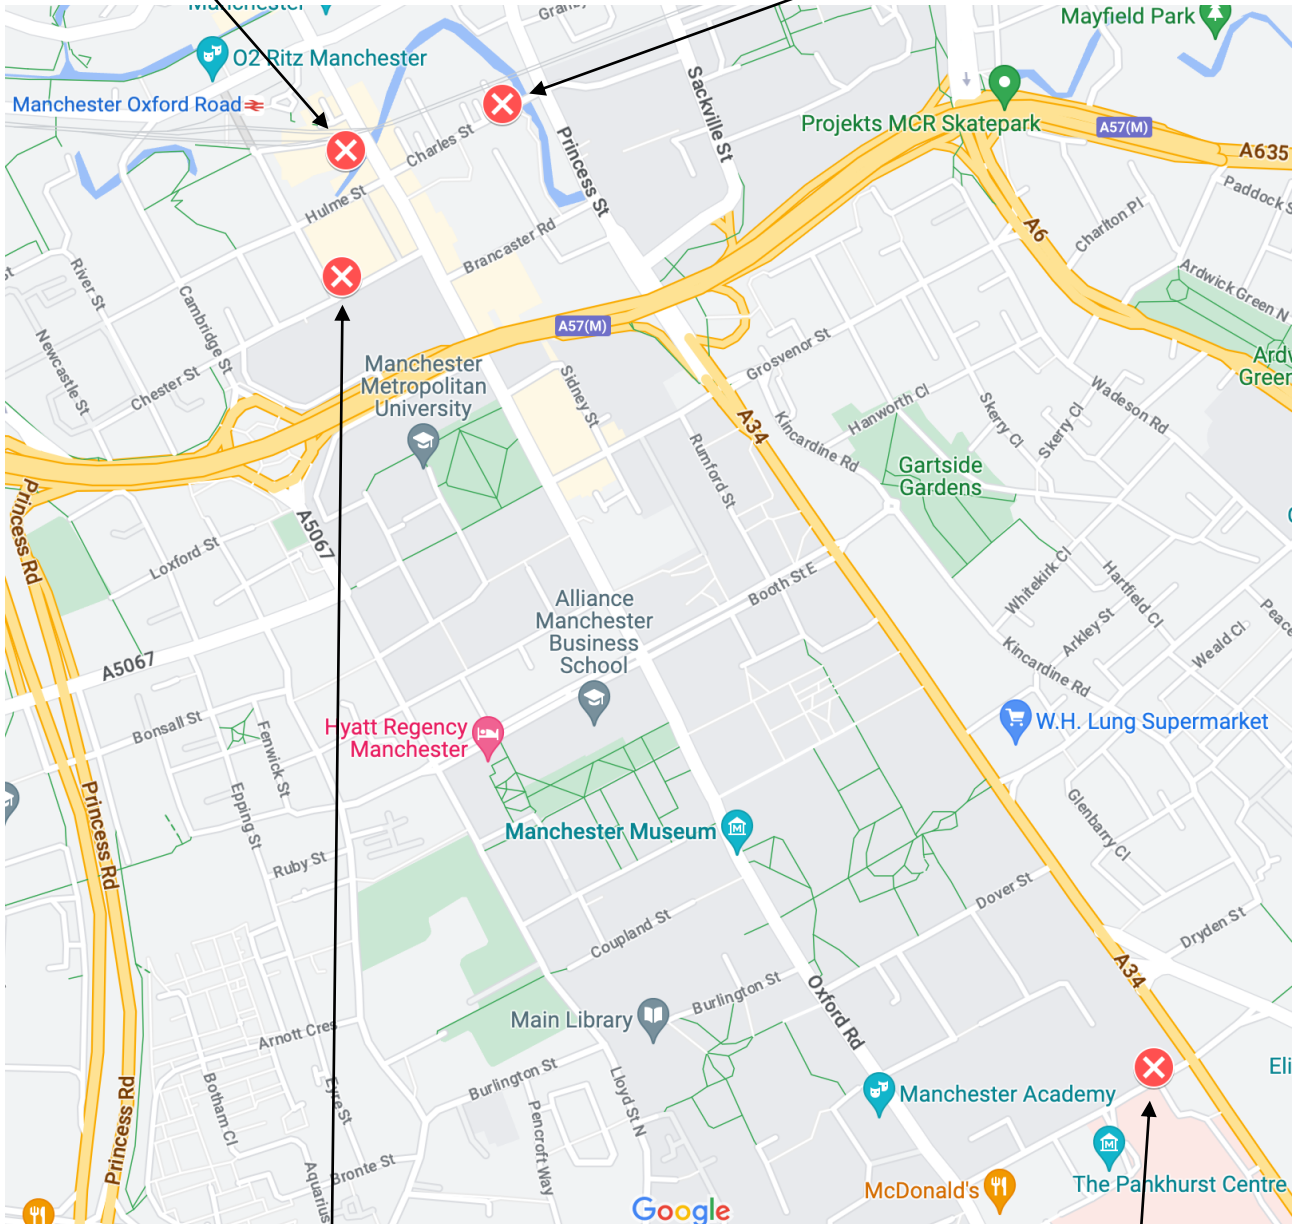 Manchester
Granby
Mayfield Park
O2 Ritz Manchester
Manchester Oxford Road
Sackville St
Projekts MCR Skatepark
A57(M)
A635
Charles St
Princess St
Paddock S
Hulme St
A6
Charlton Pl
Brancaster Rd
St
River St
Cambridge St
Newcastle St
Ardwick Green N
A57(M)
Manchester
Metropolitan
University
Grosvenor St
Ardw
Green
Chester St
Sidney St
Hanworth Cl
Skerry Cl
Skerry Cl
Wadeson Rd
A34
Kincardine Rd
Rumford St
Gartside
Gardens
Princess Rd
A5067
Loxford St
Booth St E
Whitekirk Cl
Hartfield Cl
Arkley St
Weald Cl
Peace
Alliance
Manchester
Business
School
Kincardine Rd
A5067
Bonsall St
Fenwick St
Hyatt Regency
Manchester
W.H. Lung Supermarket
Epping St
Princess Rd
Manchester Museum
Glenbarry Cl
Ruby St
Dover St
Coupland St
Dryden St
A34
Oxford Rd
Burlington St
Main Library
Arnott Cres
Burlington St
Lloyd St N
Botham Cl
Eyre St
Princess Rd
Pencroft Way
Manchester Academy
Eli
Aquarius
Bronte St
The Pankhurst Centre
McDonald's
Google